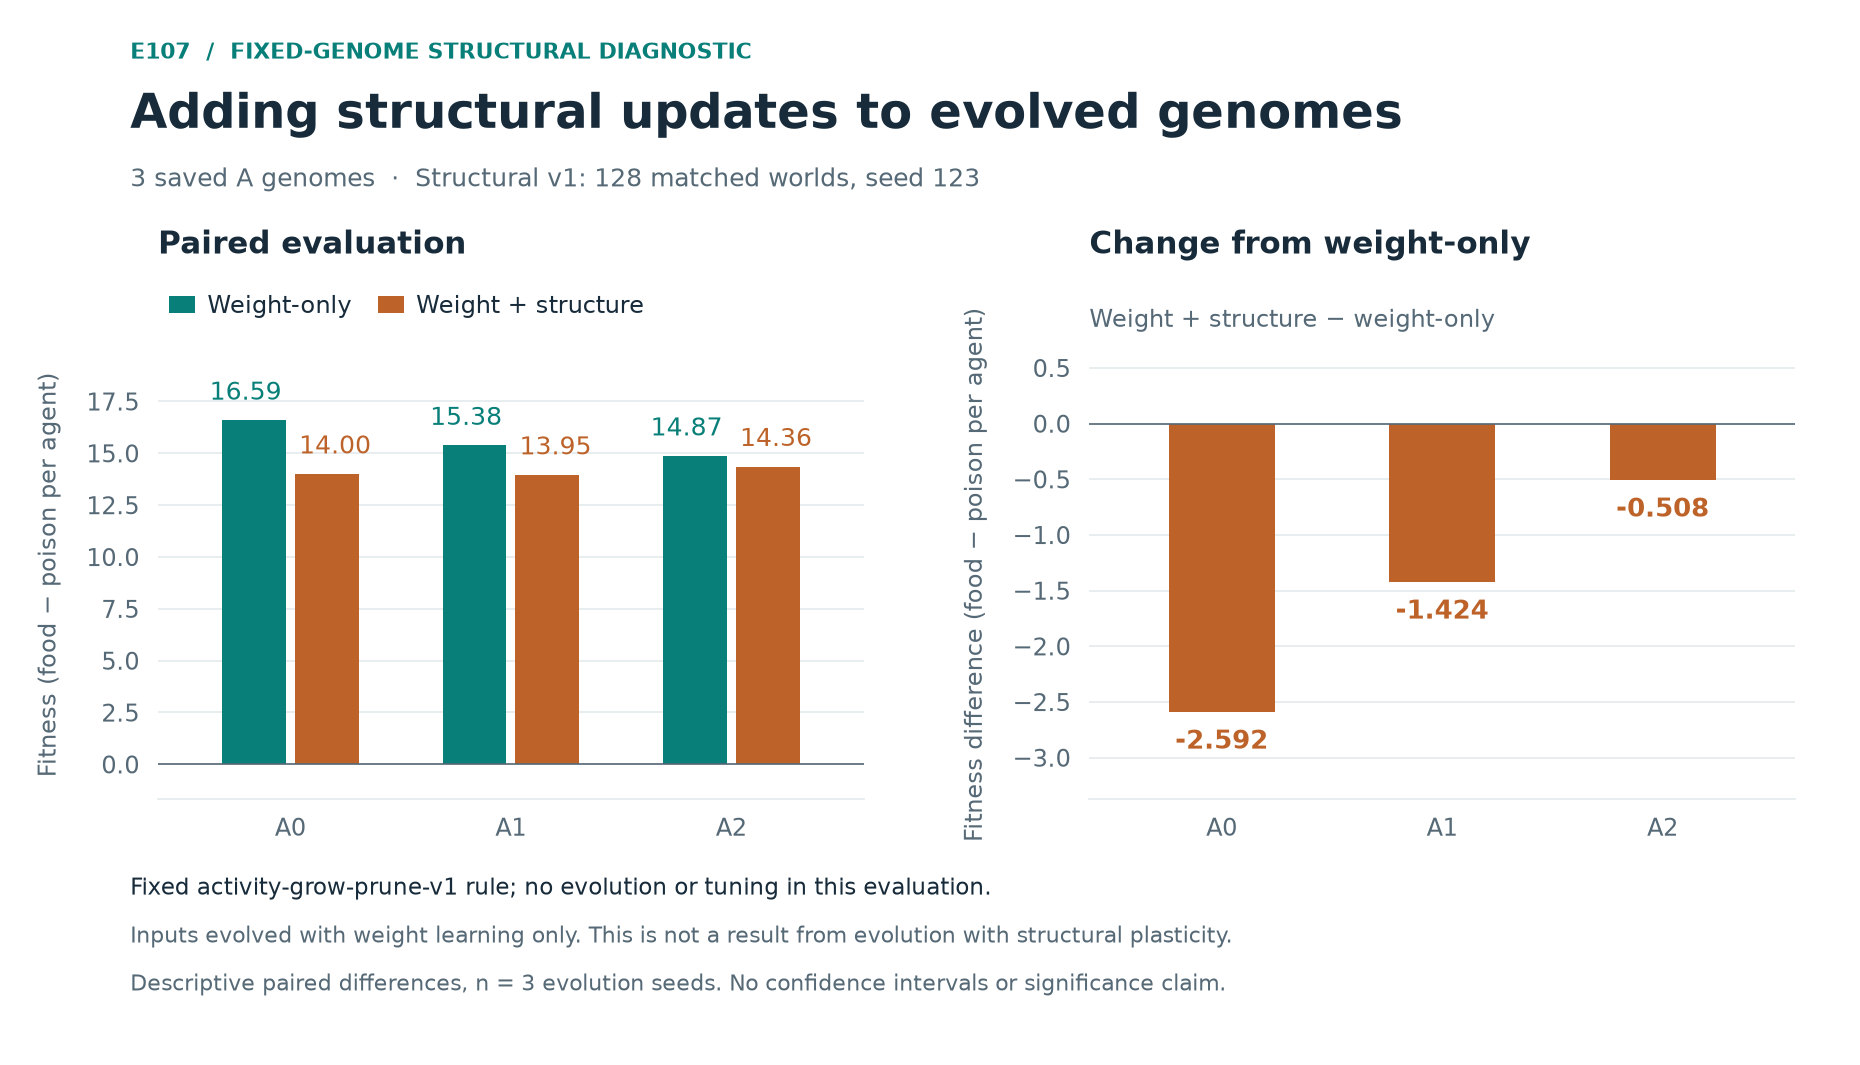 E107 / FIXED-GENOME STRUCTURAL DIAGNOSTIC
Adding structural updates to evolved genomes
3 saved A genomes · Structural v1: 128 matched worlds, seed 123
Paired evaluation
Weight-only
Weight + structure
Fitness (food − poison per agent)
17.5
15.0
12.5
10.0
7.5
5.0
2.5
0.0
16.59
14.00
15.38
13.95
14.87
14.36
A0
A1
A2
Change from weight-only
Weight + structure − weight-only
Fitness difference (food − poison per agent)
0.5
0.0
−0.5
−1.0
−1.5
−2.0
−2.5
−3.0
-2.592
-1.424
-0.508
A0
A1
A2
Fixed activity-grow-prune-v1 rule; no evolution or tuning in this evaluation.
Inputs evolved with weight learning only. This is not a result from evolution with structural plasticity.
Descriptive paired differences, n = 3 evolution seeds. No confidence intervals or significance claim.